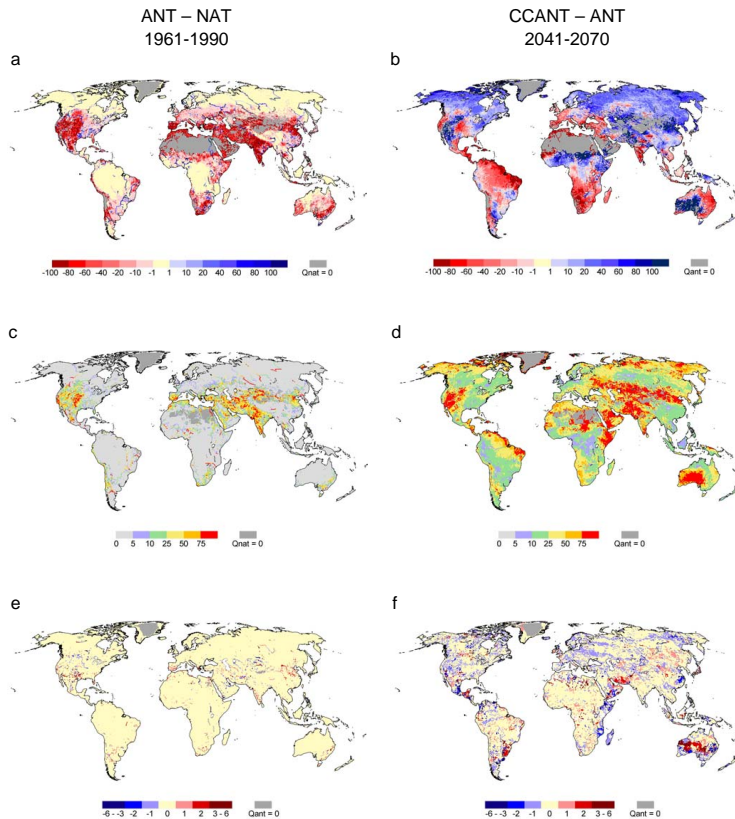 ANT – NAT
1961-1990
CCANT – ANT
2041-2070
a
b
-100 -80 -60 -40 -20 -10 -1 1 10 20 40 60 80 100 Qnat = 0
-100 -80 -60 -40 -20 -10 -1 1 10 20 40 60 80 100 Qant = 0
c
d
0 5 10 25 50 75 Qnat = 0
0 5 10 25 50 75 Qant = 0
e
f
-6 - -3 -2 -1 0 1 2 3 - 6 Qant = 0
-6 - -3 -2 -1 0 1 2 3 - 6 Qant = 0